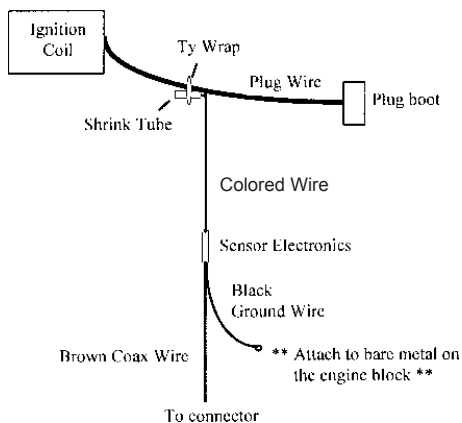 Ignition
Coil
Ty Wrap
Plug Wire
Plug boot
Shrink Tube
Colored Wire
Sensor Electronics
Black
Ground Wire
Brown Coax Wire
** Attach to bare metal on
the engine block **
To connector